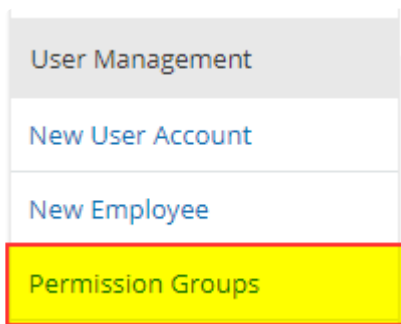 User Management
New User Account
New Employee
Permission Groups